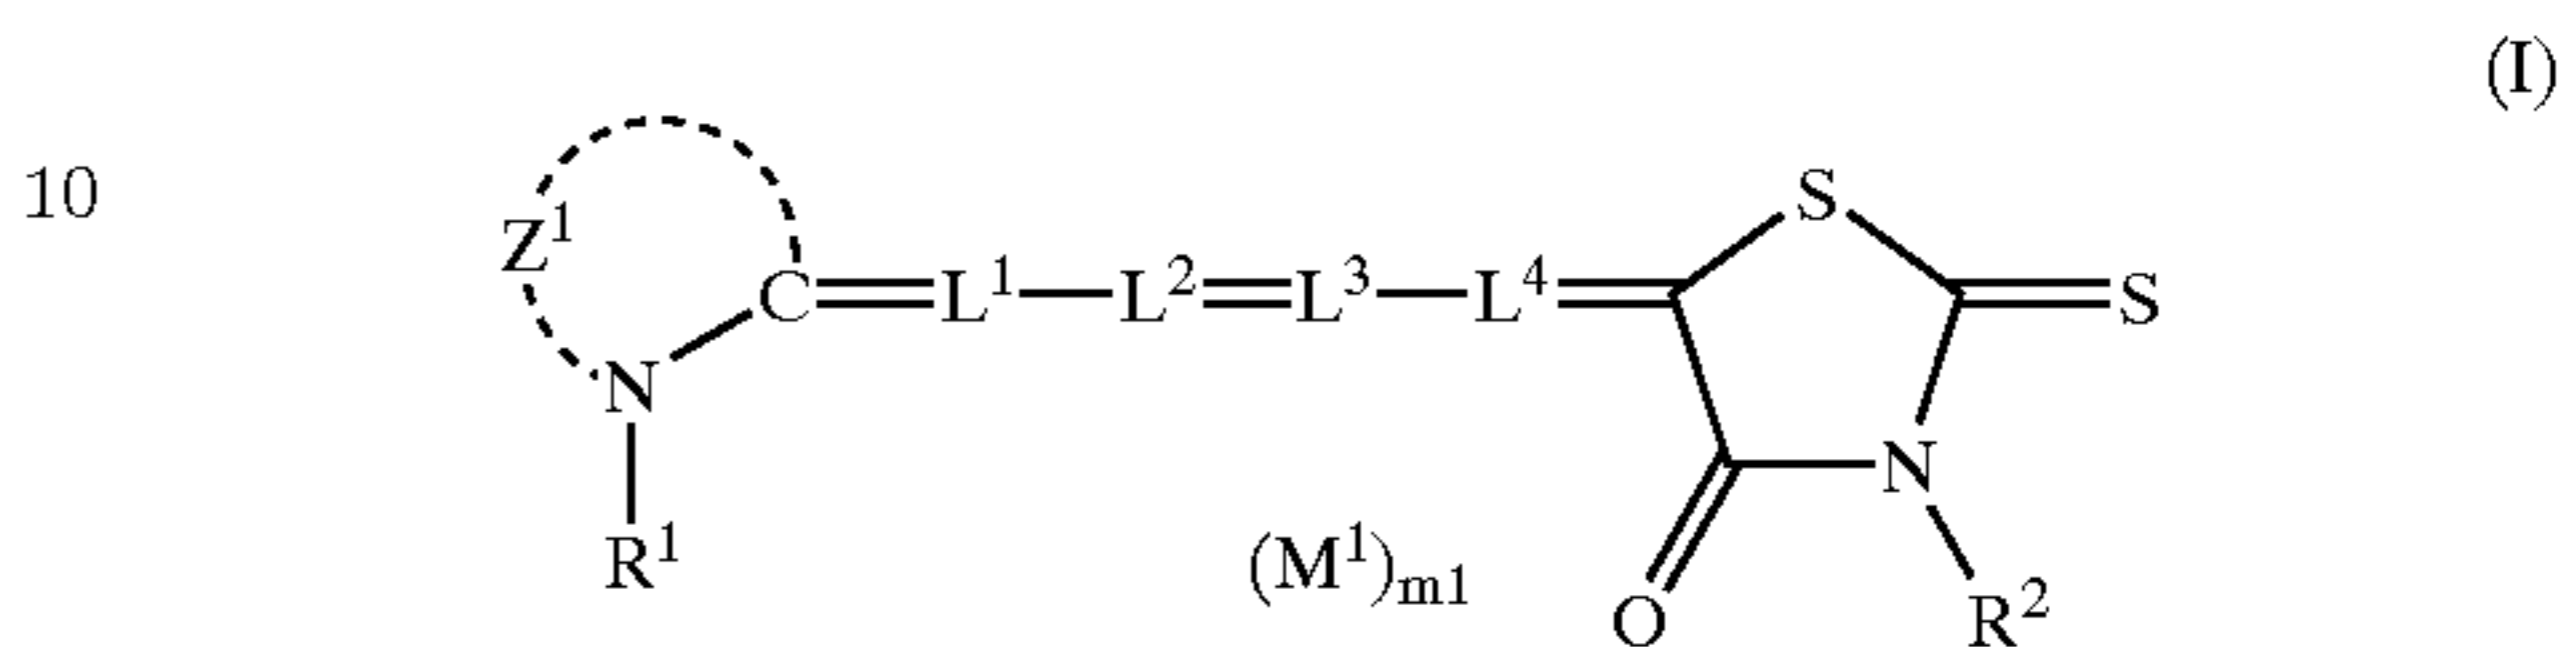 (I)
10
S
Z¹
C=L¹—L²=L³—L⁴= =S
N N
R¹ (M¹)m1 O R²